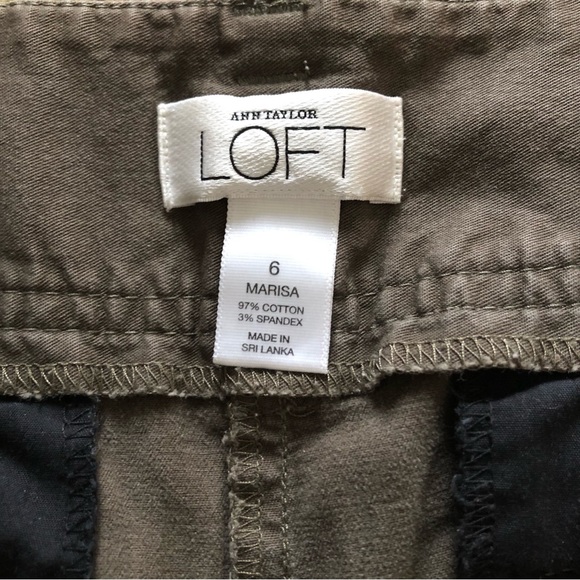 ANN TAYLOR
LOFT
6
MARISA
97% COTTON
3% SPANDEX
MADE IN
SRI LANKA